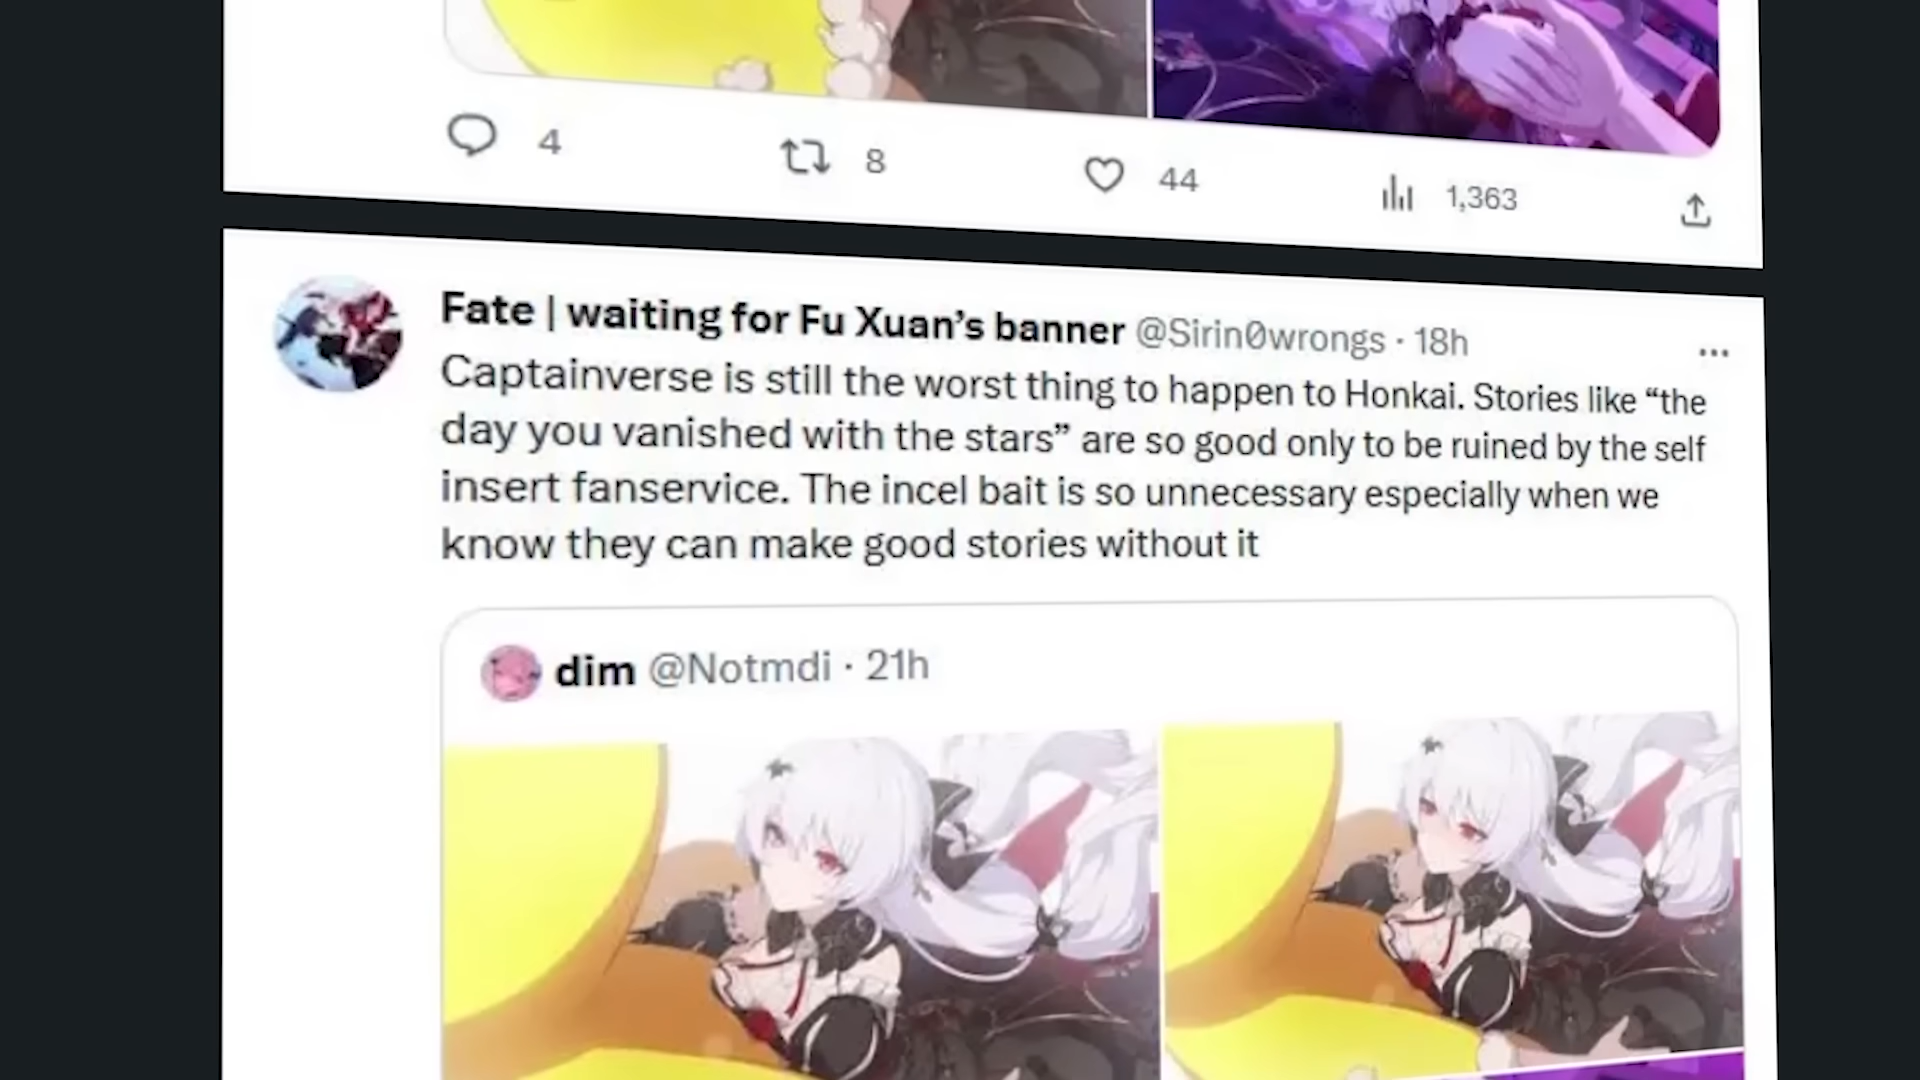 4 8 44 1,363
Fate | waiting for Fu Xuan’s banner @Sirin0wrongs · 18h
Captainverse is still the worst thing to happen to Honkai. Stories like “the
day you vanished with the stars” are so good only to be ruined by the self
insert fanservice. The incel bait is so unnecessary especially when we
know they can make good stories without it
dim @Notmdi · 21h